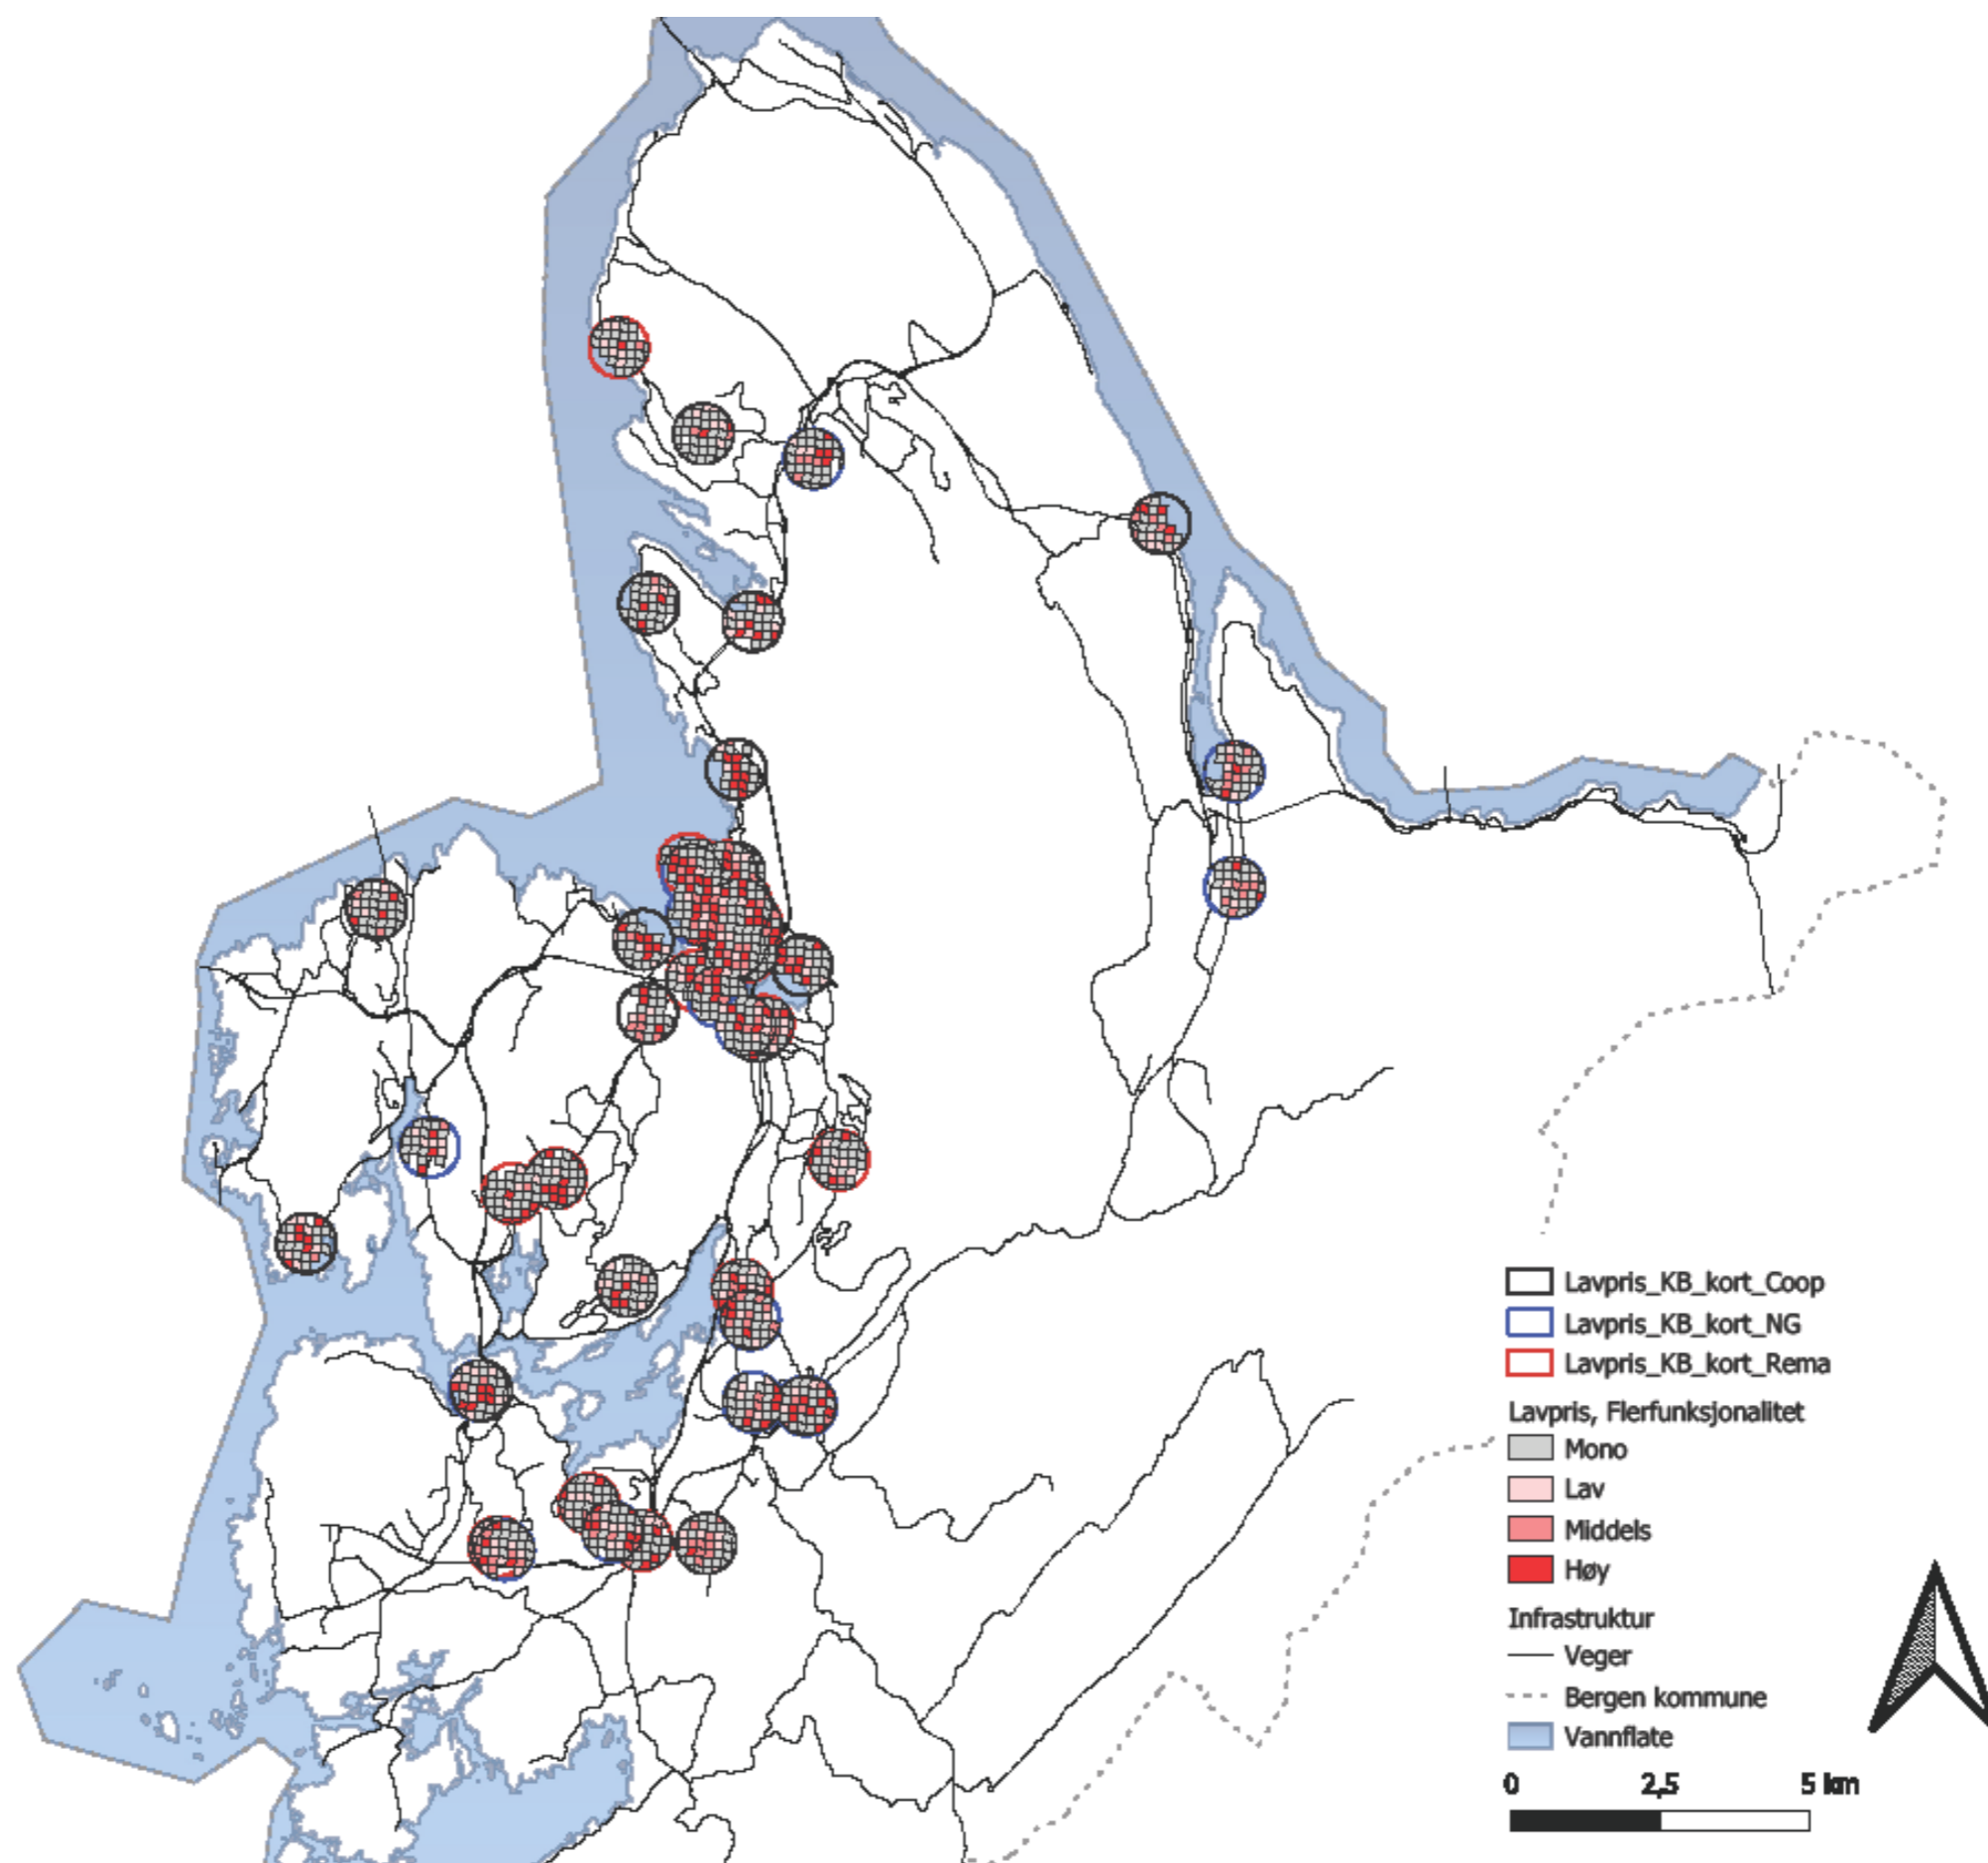 Lavpris_KB_kort_Coop
Lavpris_KB_kort_NG
Lavpris_KB_kort_Rema
Lavpris, Flerfunksjonalitet
Mono
Lav
Middels
Høy
Infrastruktur
Veger
Bergen kommune
Vannflate
0 2,5 5 km